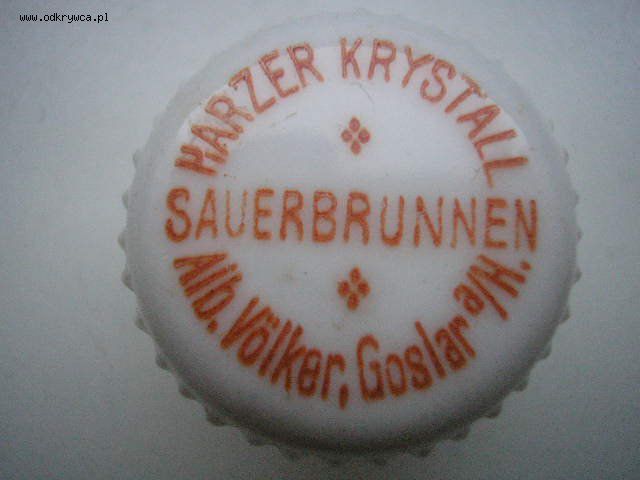 www.odkrywca.pl
HARZER KRYSTALL
SAUERBRUNNEN
Alb. Völker, Goslar a/H.